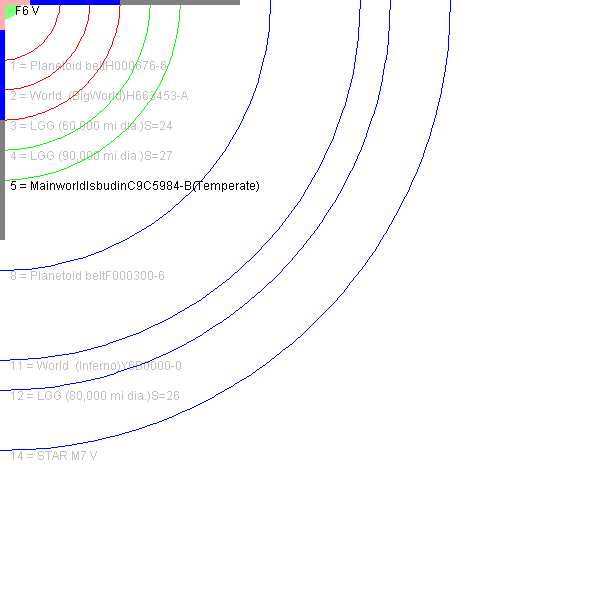 F6 V
1 = Planetoid beltH000676-6
2 = World  (BigWorld)H663453-A
3 = LGG (60,900 mi dia.)S=24
4 = LGG (90,000 mi dia.)S=27
5 = MainworldIsbudinC9C5984-B(Temperate)
8 = Planetoid beltF000300-6
11 = World  (Inferno)Y6B0000-0
12 = LGG (80,000 mi dia.)S=26
14 = STAR M7 V